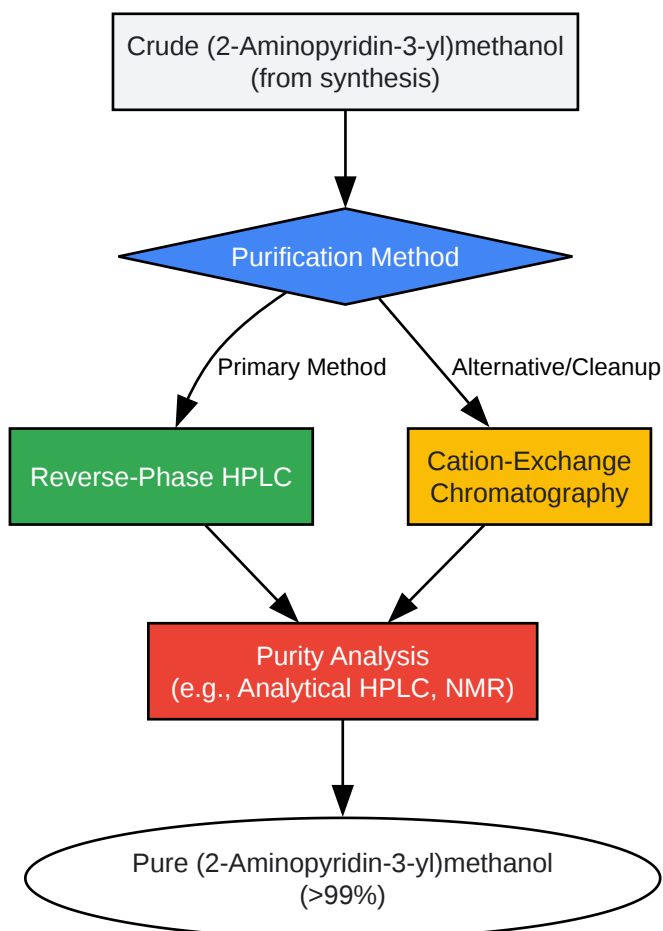 Crude (2-Aminopyridin-3-yl)methanol
(from synthesis)
Purification Method
Primary Method
Alternative/Cleanup
Reverse-Phase HPLC
Cation-Exchange
Chromatography
Purity Analysis
(e.g., Analytical HPLC, NMR)
Pure (2-Aminopyridin-3-yl)methanol
(>99%)